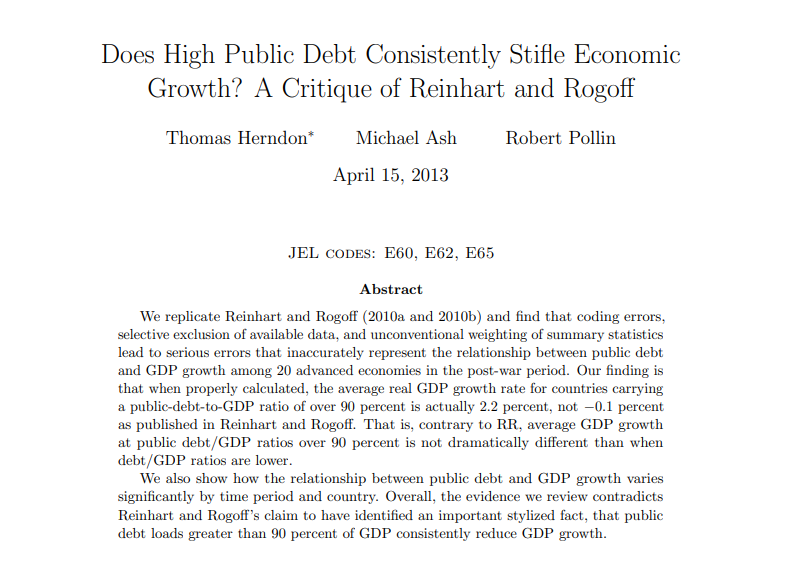 Does High Public Debt Consistently Stifle Economic
Growth? A Critique of Reinhart and Rogoff
Thomas Herndon* Michael Ash Robert Pollin
April 15, 2013
JEL CODES: E60, E62, E65
Abstract
We replicate Reinhart and Rogoff (2010a and 2010b) and find that coding errors,
selective exclusion of available data, and unconventional weighting of summary statistics
lead to serious errors that inaccurately represent the relationship between public debt
and GDP growth among 20 advanced economies in the post-war period. Our finding is
that when properly calculated, the average real GDP growth rate for countries carrying
a public-debt-to-GDP ratio of over 90 percent is actually 2.2 percent, not −0.1 percent
as published in Reinhart and Rogoff. That is, contrary to RR, average GDP growth
at public debt/GDP ratios over 90 percent is not dramatically different than when
debt/GDP ratios are lower.
We also show how the relationship between public debt and GDP growth varies
significantly by time period and country. Overall, the evidence we review contradicts
Reinhart and Rogoff's claim to have identified an important stylized fact, that public
debt loads greater than 90 percent of GDP consistently reduce GDP growth.